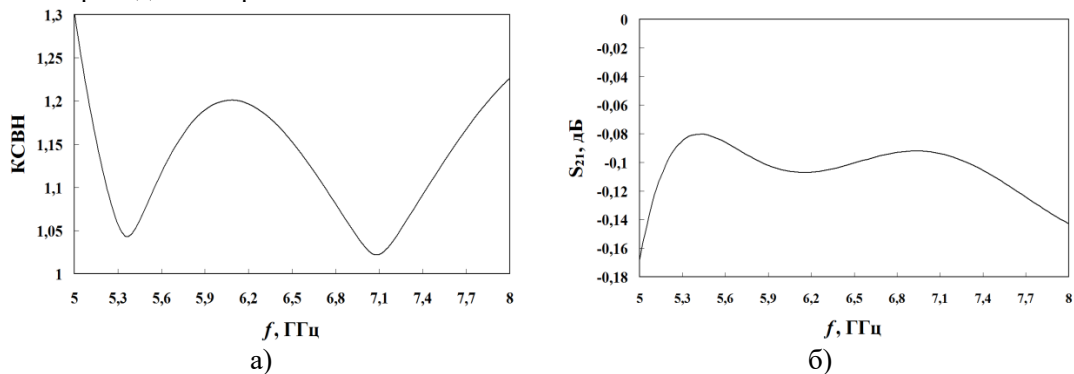 1,3
1,25
1,2
1,15
1,1
1,05
1
КСВН
5 5,3 5,6 5,9 6,2 6,5 6,8 7,1 7,4 7,7 8
f, ГГц
а)
0
-0,02
-0,04
-0,06
-0,08
-0,1
-0,12
-0,14
-0,16
-0,18
S21, дБ
5 5,3 5,6 5,9 6,2 6,5 6,8 7,1 7,4 7,7 8
f, ГГц
б)